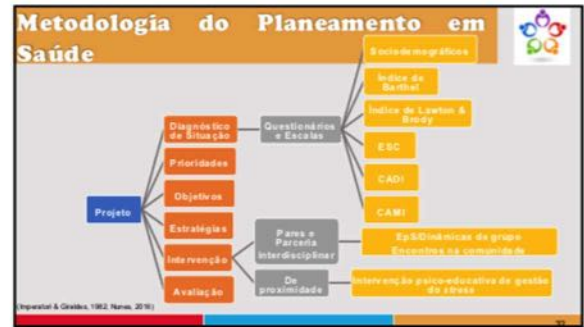 Metodologia do Planeamento em
Saúde
Sociodemográficos
Índice de
Barthel
Índice de Lawton &
Brody
ESC
CADI
CAMI
Diagnóstico
de Situação
Questionários
e Escalas
Prioridades
Objetivos
Projeto
Estratégias
Intervenção
Avaliação
Pares e
Parceria
Interdisciplinar
EpS/Dinâmicas de grupo
Encontros na comunidade
De
proximidade
Intervenção psico-educativa de gestão
do stress
(Imperatori & Giraldes, 1982; Nunes, 2016)